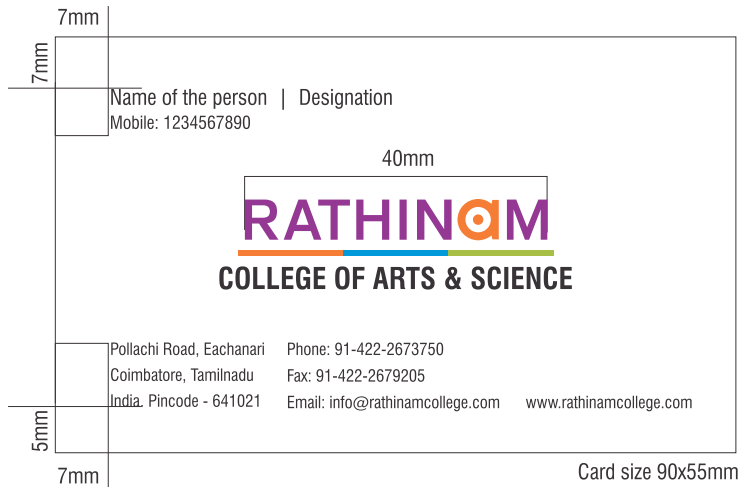 7mm
7mm
Name of the person | Designation
Mobile: 1234567890
40mm
RATHINAM
COLLEGE OF ARTS & SCIENCE
Pollachi Road, Eachanari Phone: 91-422-2673750
Coimbatore, Tamilnadu Fax: 91-422-2679205
India. Pincode - 641021 Email: info@rathinamcollege.com www.rathinamcollege.com
5mm
7mm
Card size 90x55mm